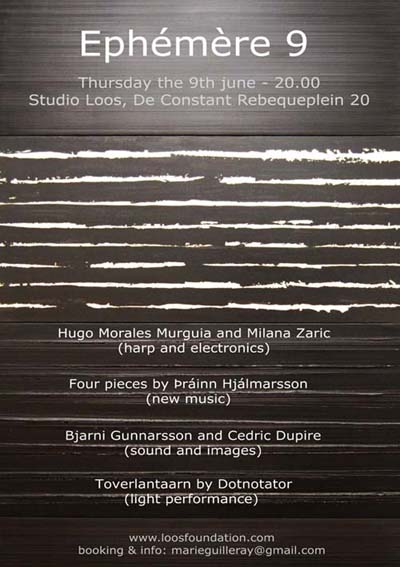 Ephémère 9
Thursday the 9th june - 20.00
Studio Loos, De Constant Rebequeplein 20
Hugo Morales Murguia and Milana Zaric
(harp and electronics)
Four pieces by Þráinn Hjálmarsson
(new music)
Bjarni Gunnarsson and Cedric Dupire
(sound and images)
Toverlantaarn by Dotnotator
(light performance)
www.loosfoundation.com
booking & info: marieguilleray@gmail.com